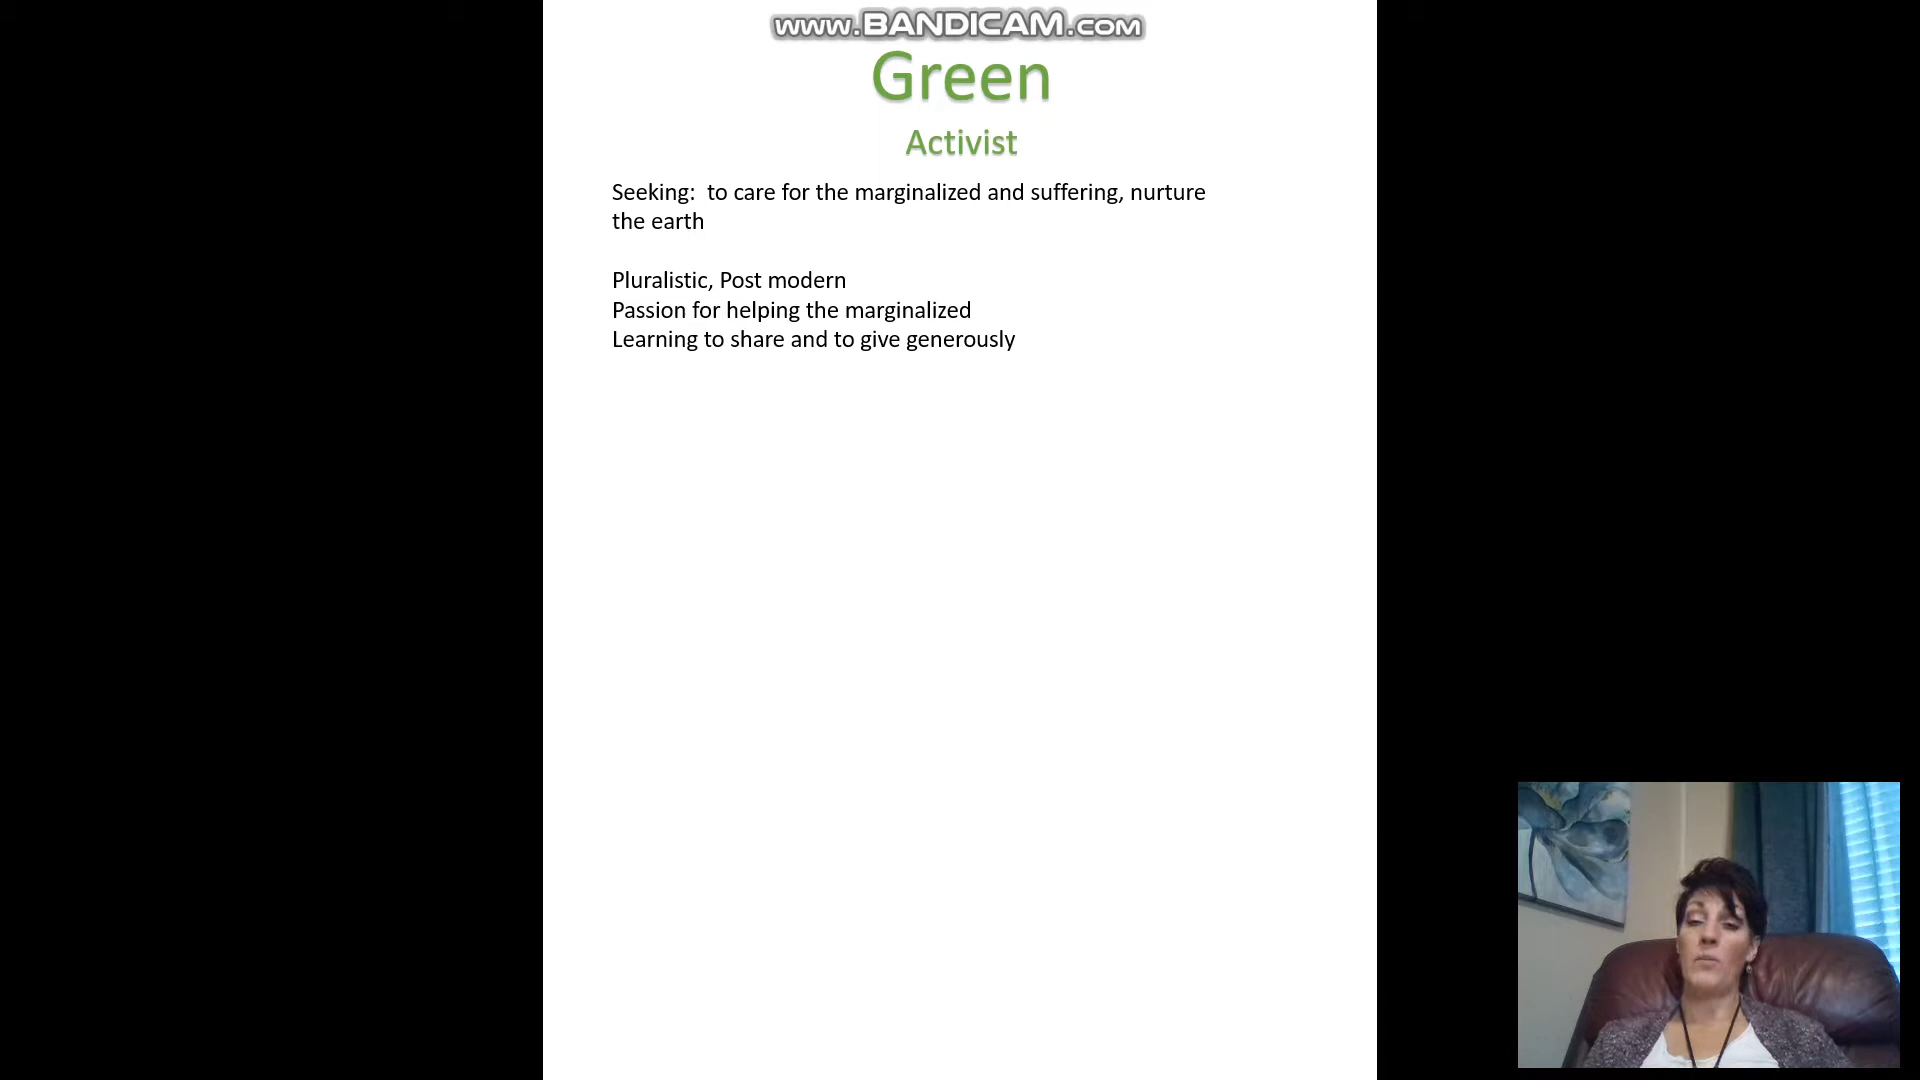 www.BANDICAM.com
Green
Activist
Seeking:  to care for the marginalized and suffering, nurture
the earth
Pluralistic, Post modern
Passion for helping the marginalized
Learning to share and to give generously